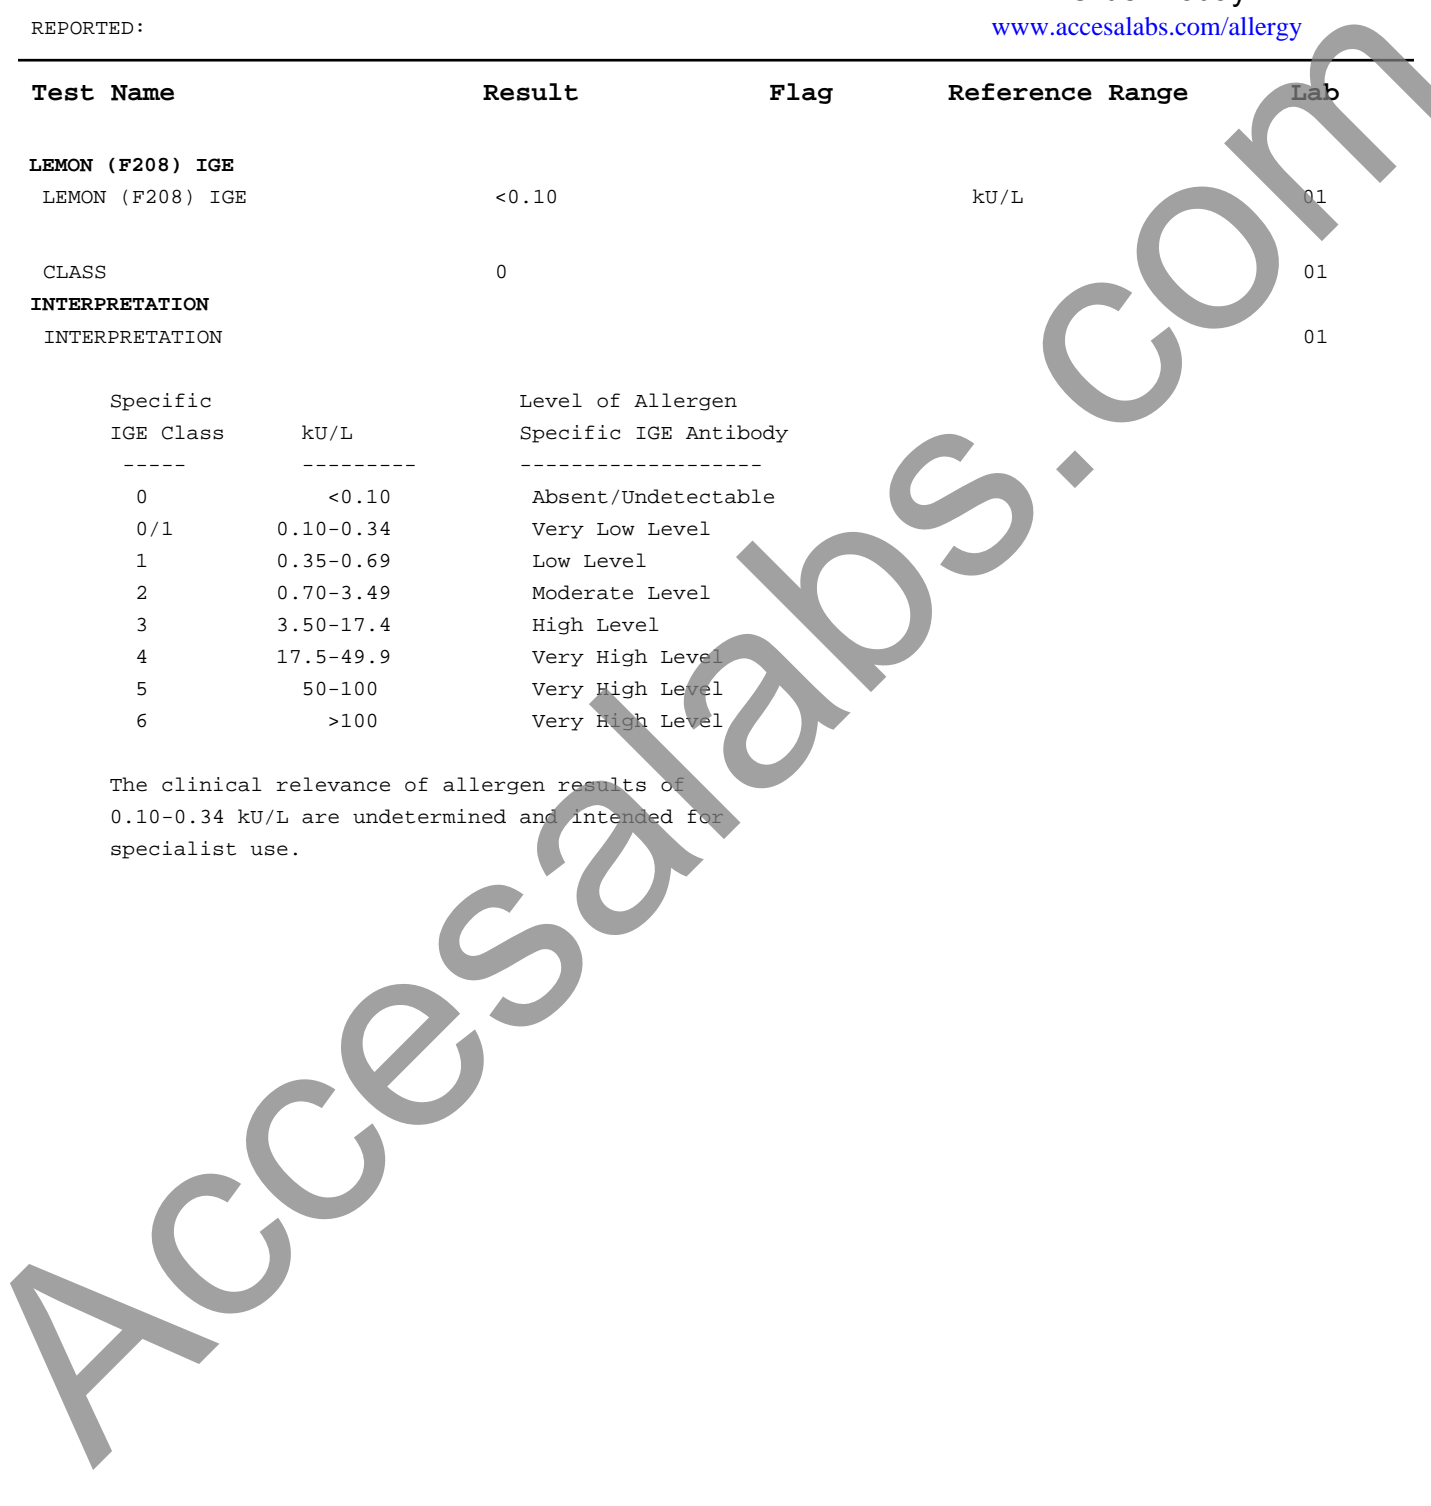 REPORTED:
www.accesalabs.com/allergy
Test Name Result Flag Reference Range Lab
LEMON (F208) IGE
LEMON (F208) IGE <0.10 kU/L 01
CLASS 0 01
INTERPRETATION
INTERPRETATION 01
Specific Level of Allergen
IGE Class kU/L Specific IGE Antibody
----- --------- -------------------
0 <0.10 Absent/Undetectable
0/1 0.10-0.34 Very Low Level
1 0.35-0.69 Low Level
2 0.70-3.49 Moderate Level
3 3.50-17.4 High Level
4 17.5-49.9 Very High Level
5 50-100 Very High Level
6 >100 Very High Level
The clinical relevance of allergen results of
0.10-0.34 kU/L are undetermined and intended for
specialist use.
Accesalabs.com